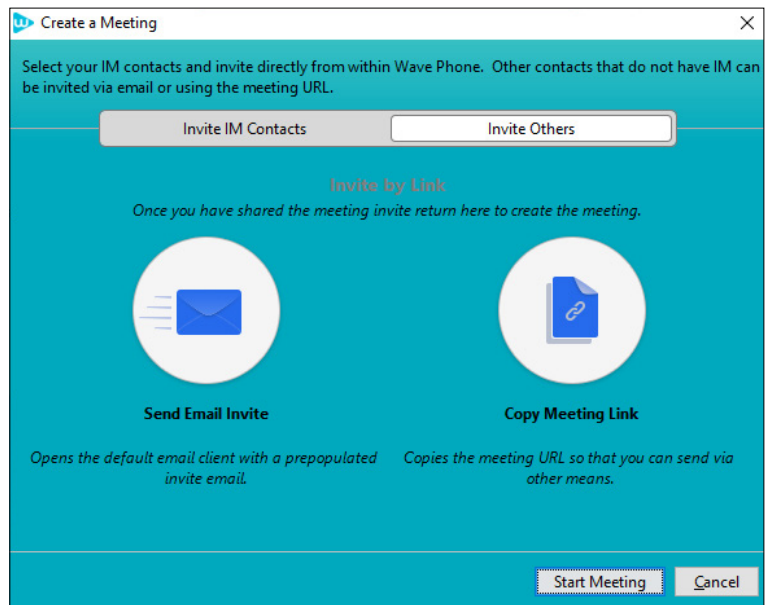 Create a Meeting
Select your IM contacts and invite directly from within Wave Phone. Other contacts that do not have IM can
be invited via email or using the meeting URL.
Invite IM Contacts
Invite Others
Invite by Link
Once you have shared the meeting invite return here to create the meeting.
Send Email Invite
Opens the default email client with a prepopulated
invite email.
Copy Meeting Link
Copies the meeting URL so that you can send via
other means.
Start Meeting
Cancel